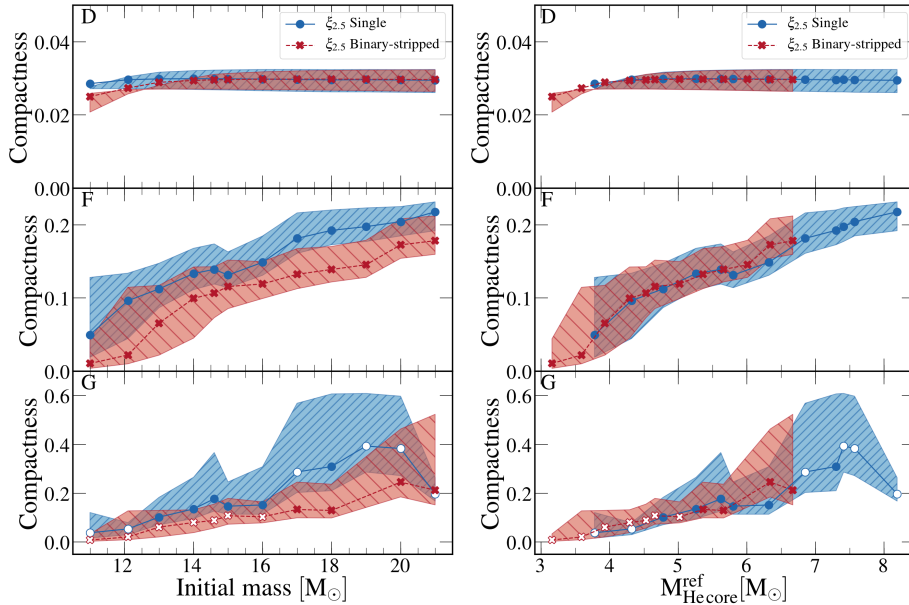 D
ξ2.5 Single
ξ2.5 Binary-stripped
Compactness
0.04
0.02
0.00
D
ξ2.5 Single
ξ2.5 Binary-stripped
Compactness
0.04
0.02
0.00
F
Compactness
0.2
0.1
0.0
F
Compactness
0.2
0.1
0.0
G
Compactness
0.6
0.4
0.2
0.0
12 14 16 18 20
Initial mass [M⊙]
G
Compactness
0.6
0.4
0.2
0.0
3 4 5 6 7 8
M^ref_He core [M⊙]